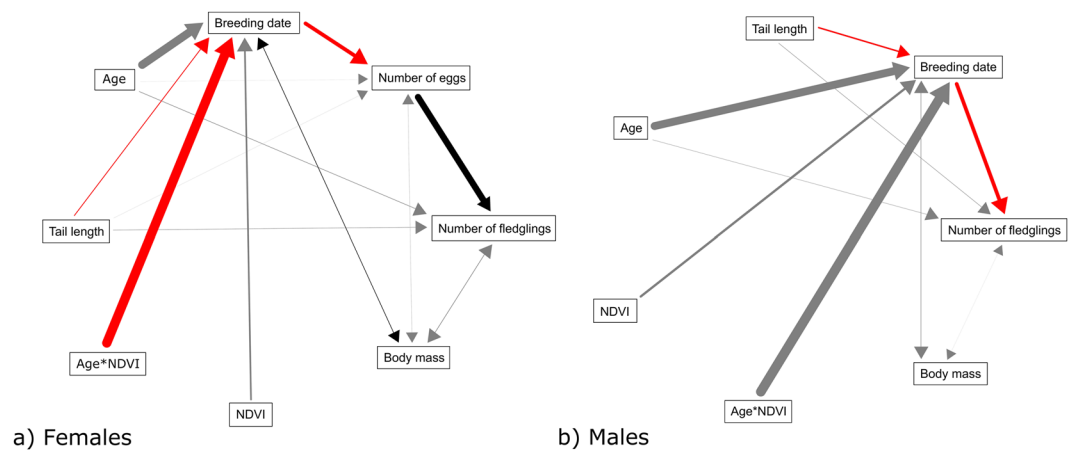 Breeding date
Age
Number of eggs
Tail length
Number of fledglings
Age*NDVI
Body mass
NDVI
a) Females
Tail length
Breeding date
Age
Number of fledglings
NDVI
Body mass
Age*NDVI
b) Males